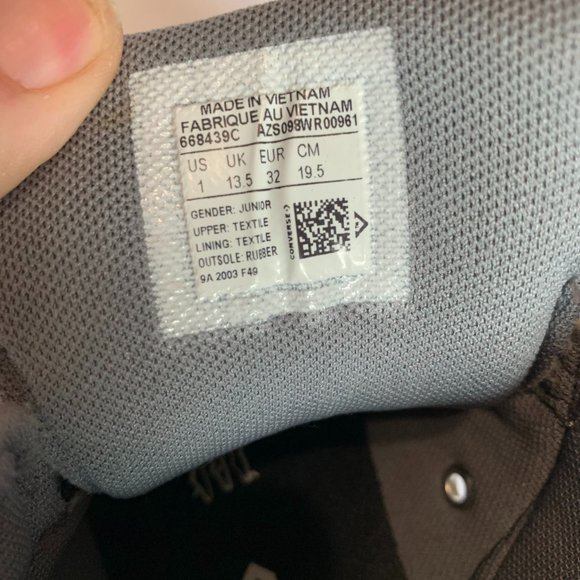 MADE IN VIETNAM
FABRIQUE AU VIETNAM
668439C AZS098WR00961
US UK EUR CM
1 13.5 32 19.5
GENDER: JUNIOR
UPPER: TEXTILE
LINING: TEXTILE
OUTSOLE: RUBBER
9A 2003 F49
CONVERSE